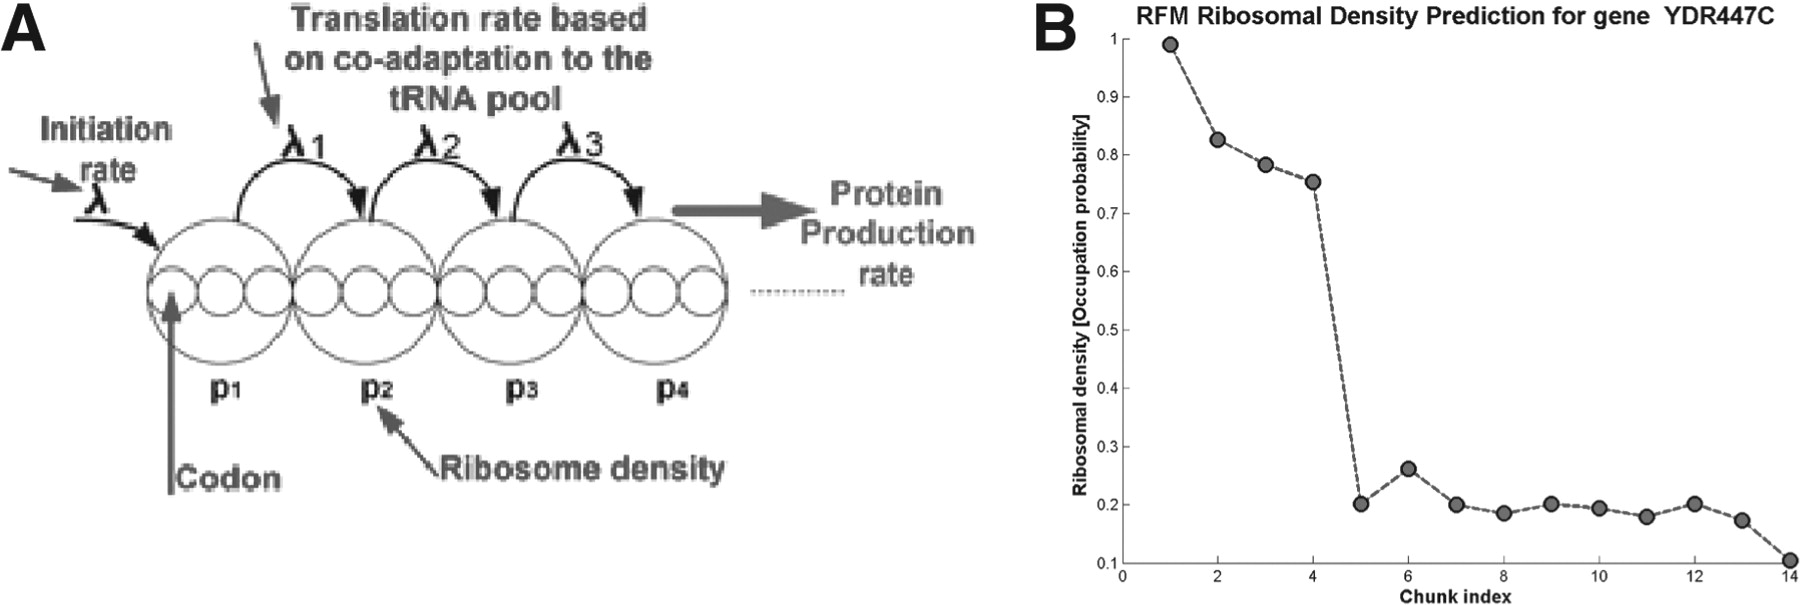 A
Translation rate based
on co-adaptation to the
tRNA pool
Initiation
rate
λ
λ1
λ2
λ3
Protein
Production
rate
p1
p2
p3
p4
Codon
Ribosome density
B
RFM Ribosomal Density Prediction for gene YDR447C
Ribosomal density [Occupation probability]
1
0.9
0.8
0.7
0.6
0.5
0.4
0.3
0.2
0.1
0
2
4
6
8
10
12
14
Chunk index